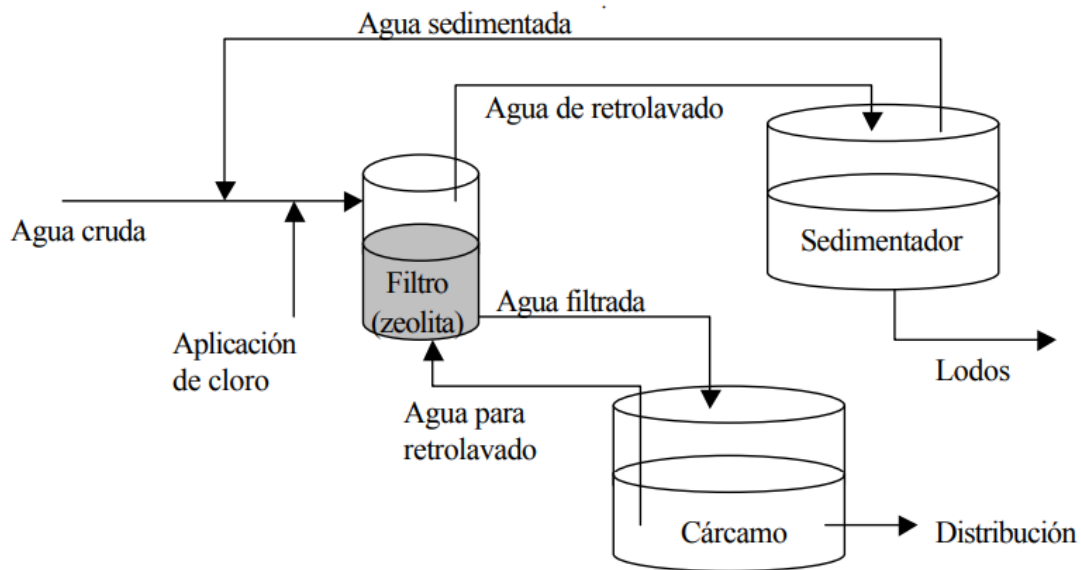 Agua sedimentada
Agua de retrolavado
Agua cruda
Sedimentador
Filtro
(zeolita)
Agua filtrada
Aplicación
de cloro
Lodos
Agua para
retrolavado
Cárcamo
Distribución